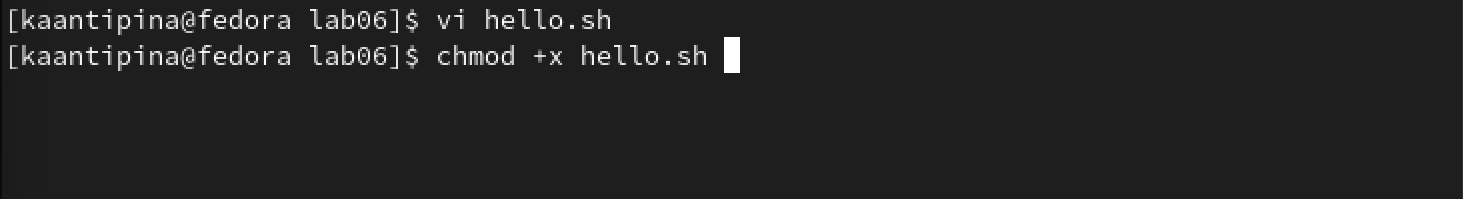 [kaantipina@fedora lab06]$ vi hello.sh
[kaantipina@fedora lab06]$ chmod +x hello.sh